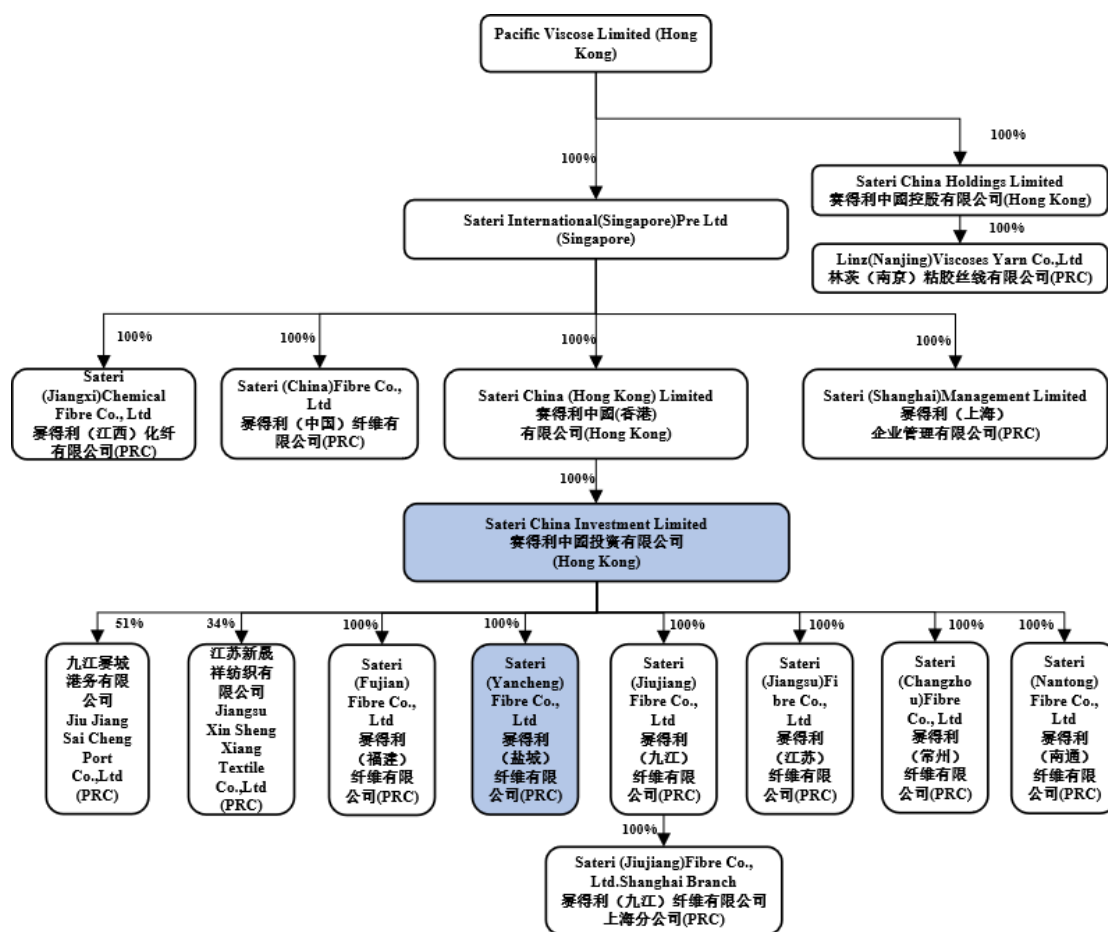 Pacific Viscose Limited (Hong
Kong)
100%
100%
Sateri China Holdings Limited
赛得利中國控股有限公司(Hong Kong)
Sateri International(Singapore)Pre Ltd
(Singapore)
100%
Linz(Nanjing)Viscoses Yarn Co.,Ltd
林茨（南京）粘胶丝线有限公司(PRC)
100%
100%
100%
100%
Sateri
(Jiangxi)Chemical
Fibre Co., Ltd
赛得利（江西）化纤
有限公司(PRC)
Sateri (China)Fibre Co.,
Ltd
赛得利（中国）纤维有
限公司(PRC)
Sateri China (Hong Kong) Limited
赛得利中國(香港)
有限公司(Hong Kong)
Sateri (Shanghai)Management Limited
赛得利（上海）
企业管理有限公司(PRC)
100%
Sateri China Investment Limited
赛得利中國投資有限公司
(Hong Kong)
51%
34%
100%
100%
100%
100%
100%
100%
九江赛城
港务有限
公司
Jiu Jiang
Sai Cheng
Port
Co.,Ltd
(PRC)
江苏新晟
祥纺织有
限公司
Jiangsu
Xin Sheng
Xiang
Textile
Co.,Ltd
(PRC)
Sateri
(Fujian)
Fibre Co.,
Ltd
赛得利
（福建）
纤维有限
公司(PRC)
Sateri
(Yancheng)
Fibre Co.,
Ltd
赛得利
（盐城）
纤维有限
公司(PRC)
Sateri
(Jiujiang)
Fibre Co.,
Ltd
赛得利
（九江）
纤维有限
公司(PRC)
Sateri
(Jiangsu)Fi
bre Co.,
Ltd
赛得利
（江苏）
纤维有限
公司(PRC)
Sateri
(Changzho
u)Fibre
Co., Ltd
赛得利
（常州）
纤维有限
公司(PRC)
Sateri
(Nantong)
Fibre Co.,
Ltd
赛得利
（南通）
纤维有限
公司(PRC)
100%
Sateri (Jiujiang)Fibre Co.,
Ltd.Shanghai Branch
赛得利（九江）纤维有限公司
上海分公司(PRC)